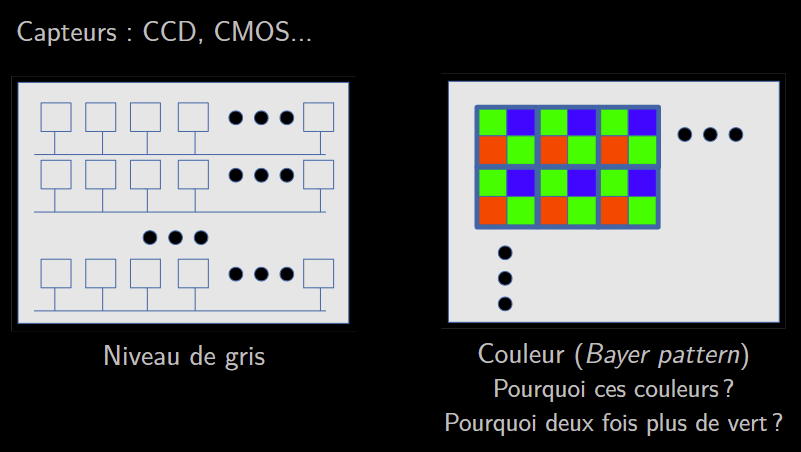 Capteurs : CCD, CMOS...
Niveau de gris
Couleur (Bayer pattern)
Pourquoi ces couleurs ?
Pourquoi deux fois plus de vert ?